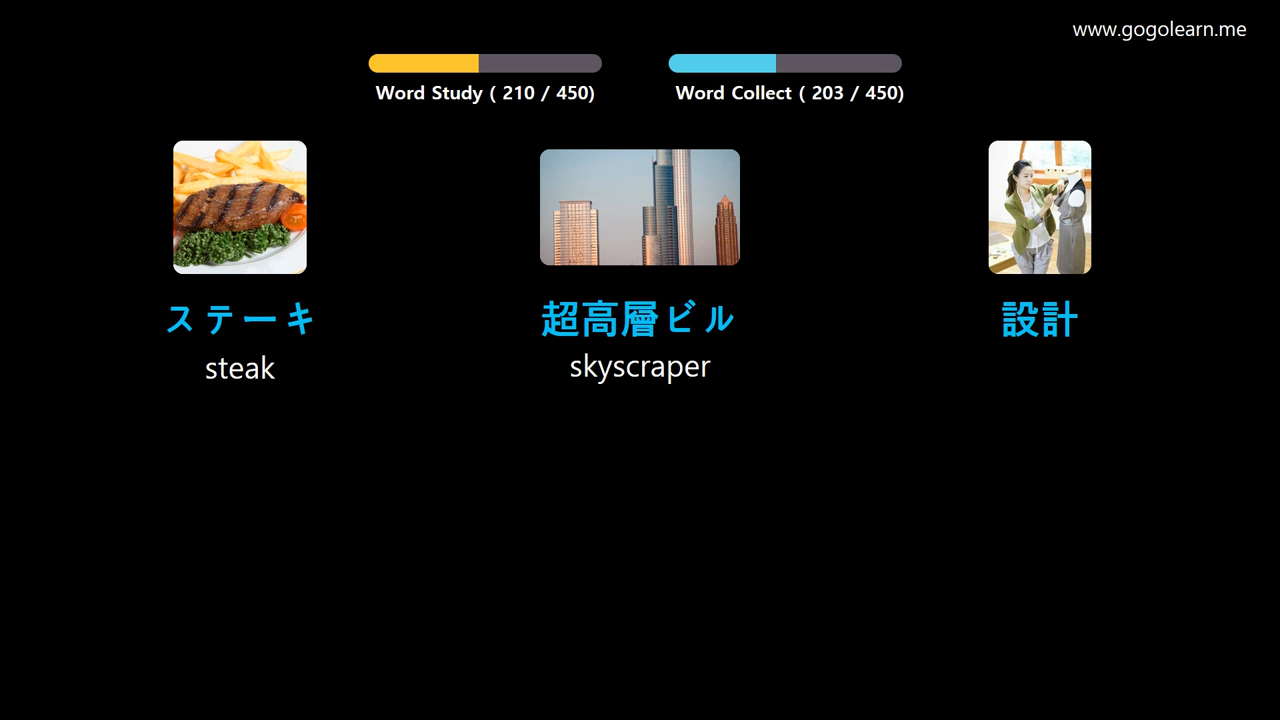 www.gogolearn.me
Word Study ( 210 / 450)
Word Collect ( 203 / 450)
ステーキ
steak
超高層ビル
skyscraper
設計